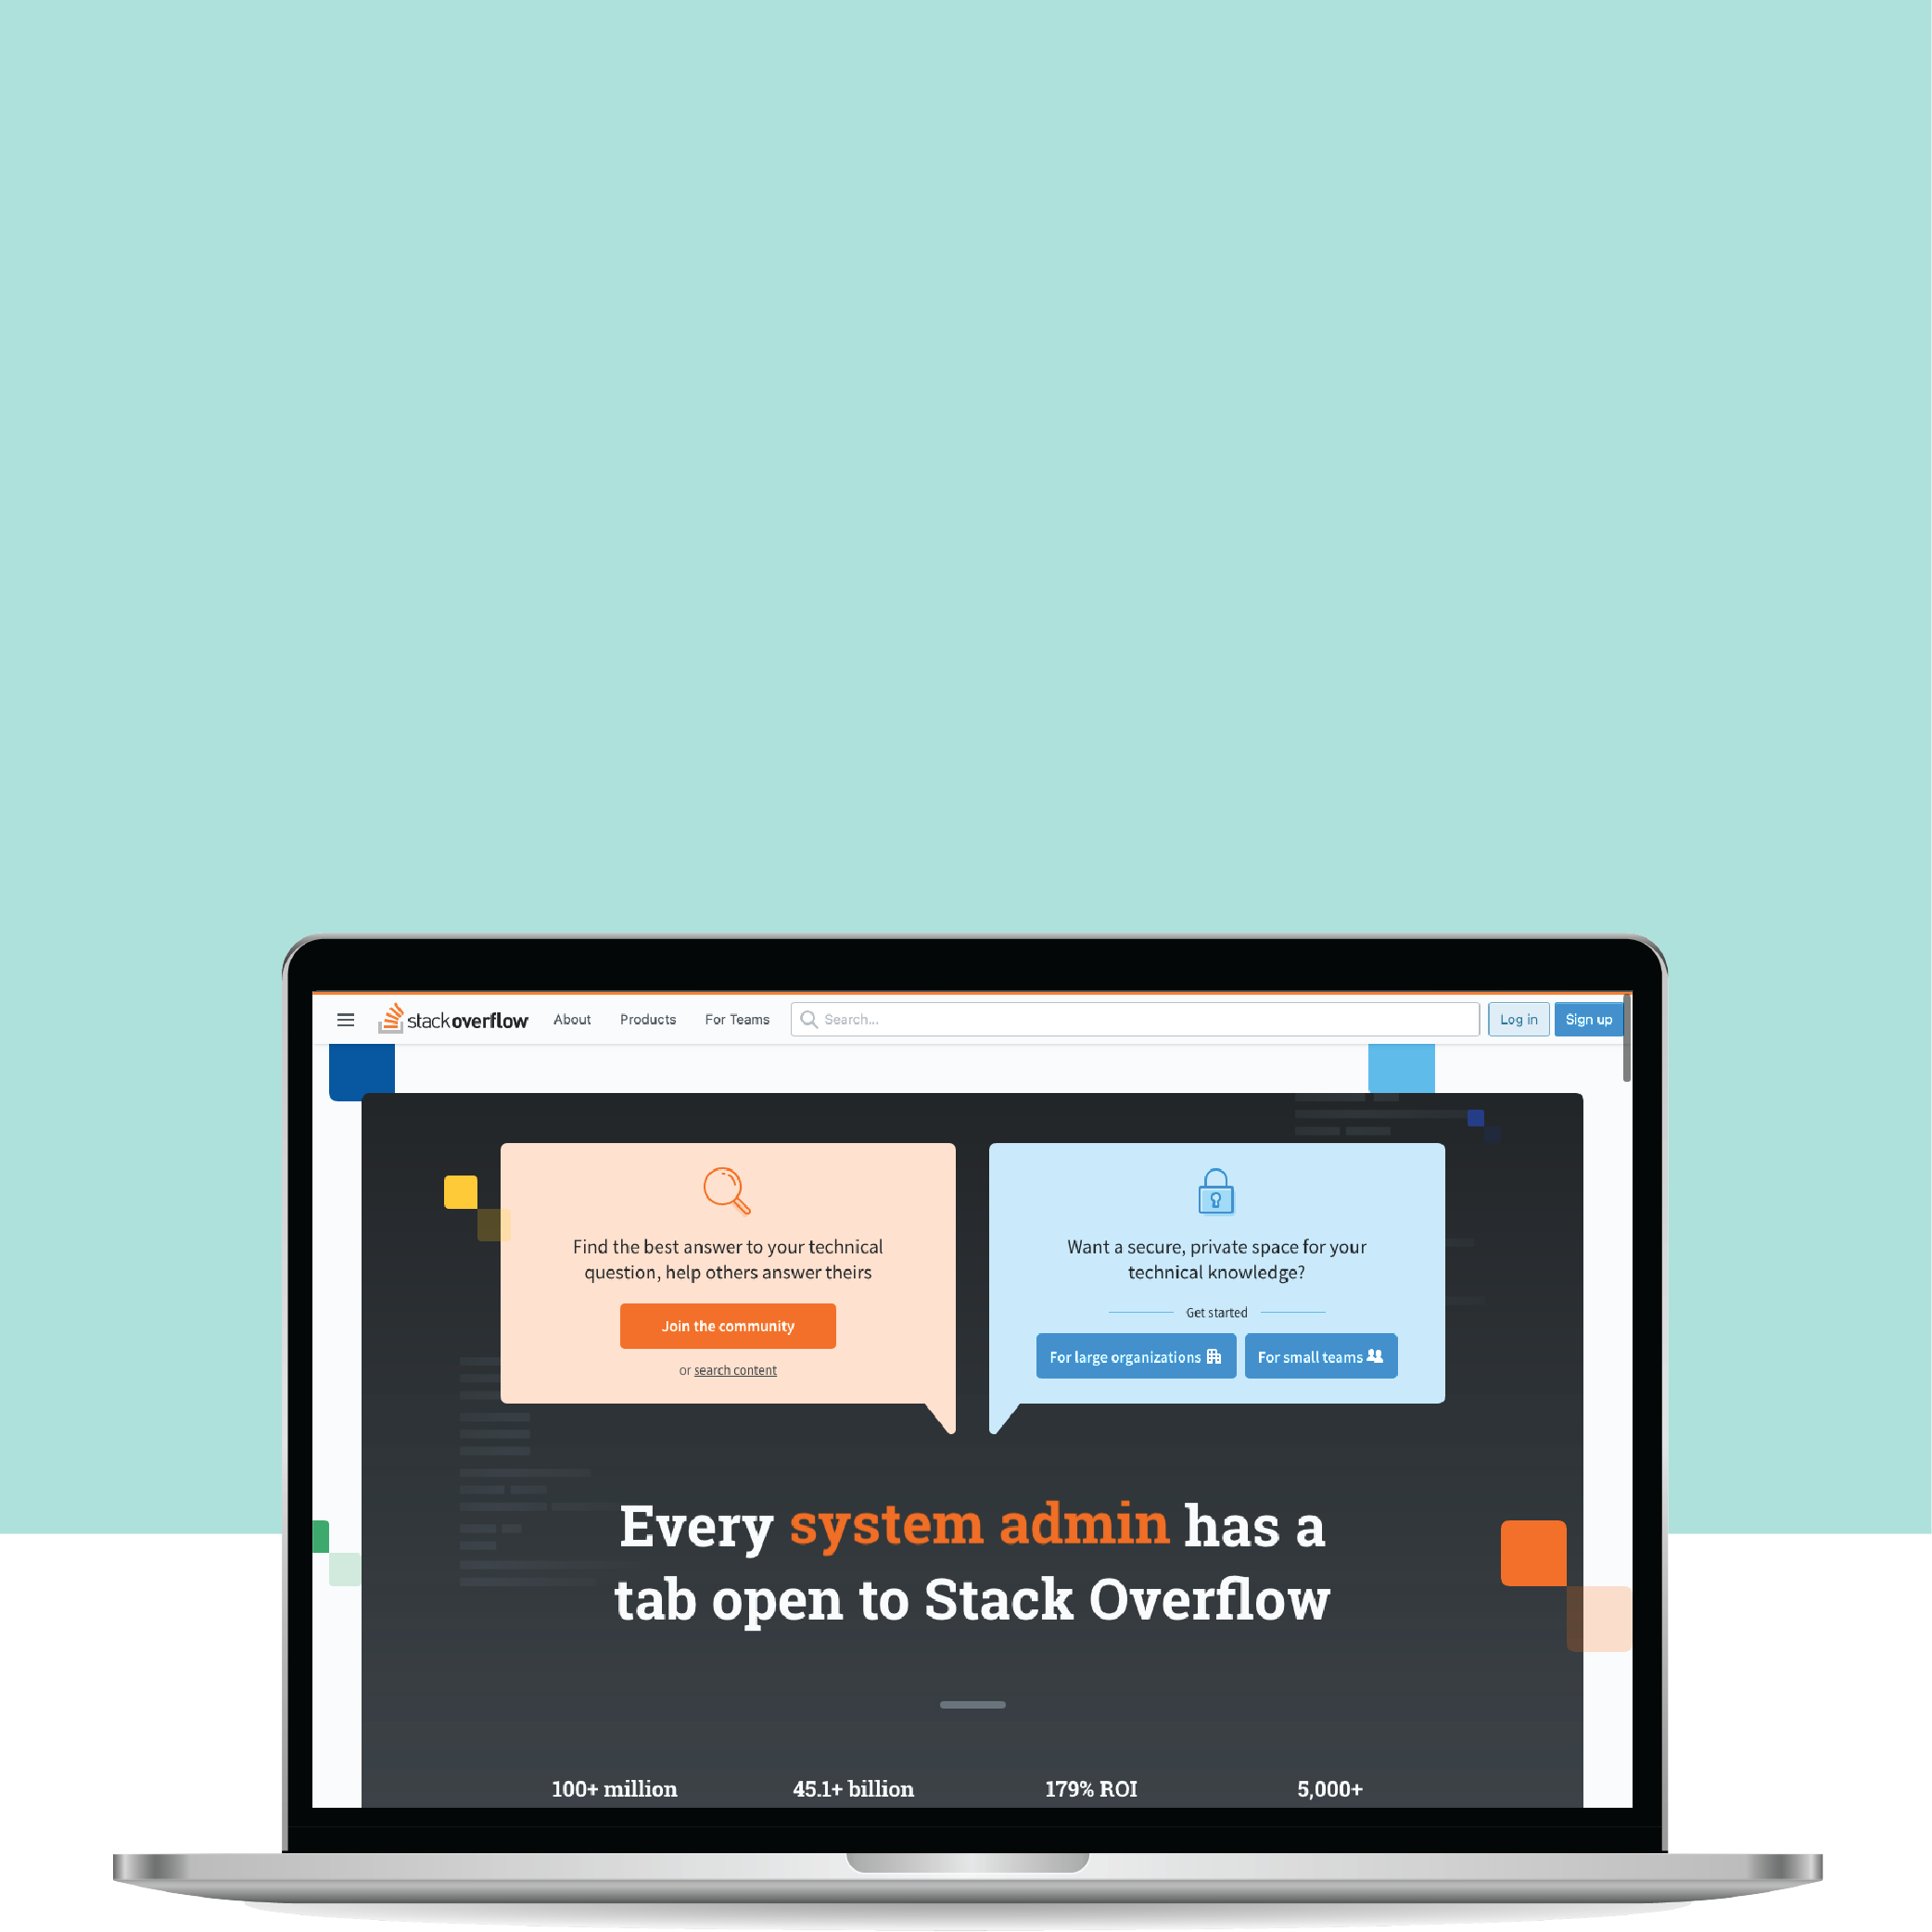 stackoverflow About Products For Teams Search... Log in Sign up
Find the best answer to your technical
question, help others answer theirs
Join the community
or search content
Want a secure, private space for your
technical knowledge?
Get started
For large organizations For small teams
Every system admin has a
tab open to Stack Overflow
100+ million 45.1+ billion 179% ROI 5,000+